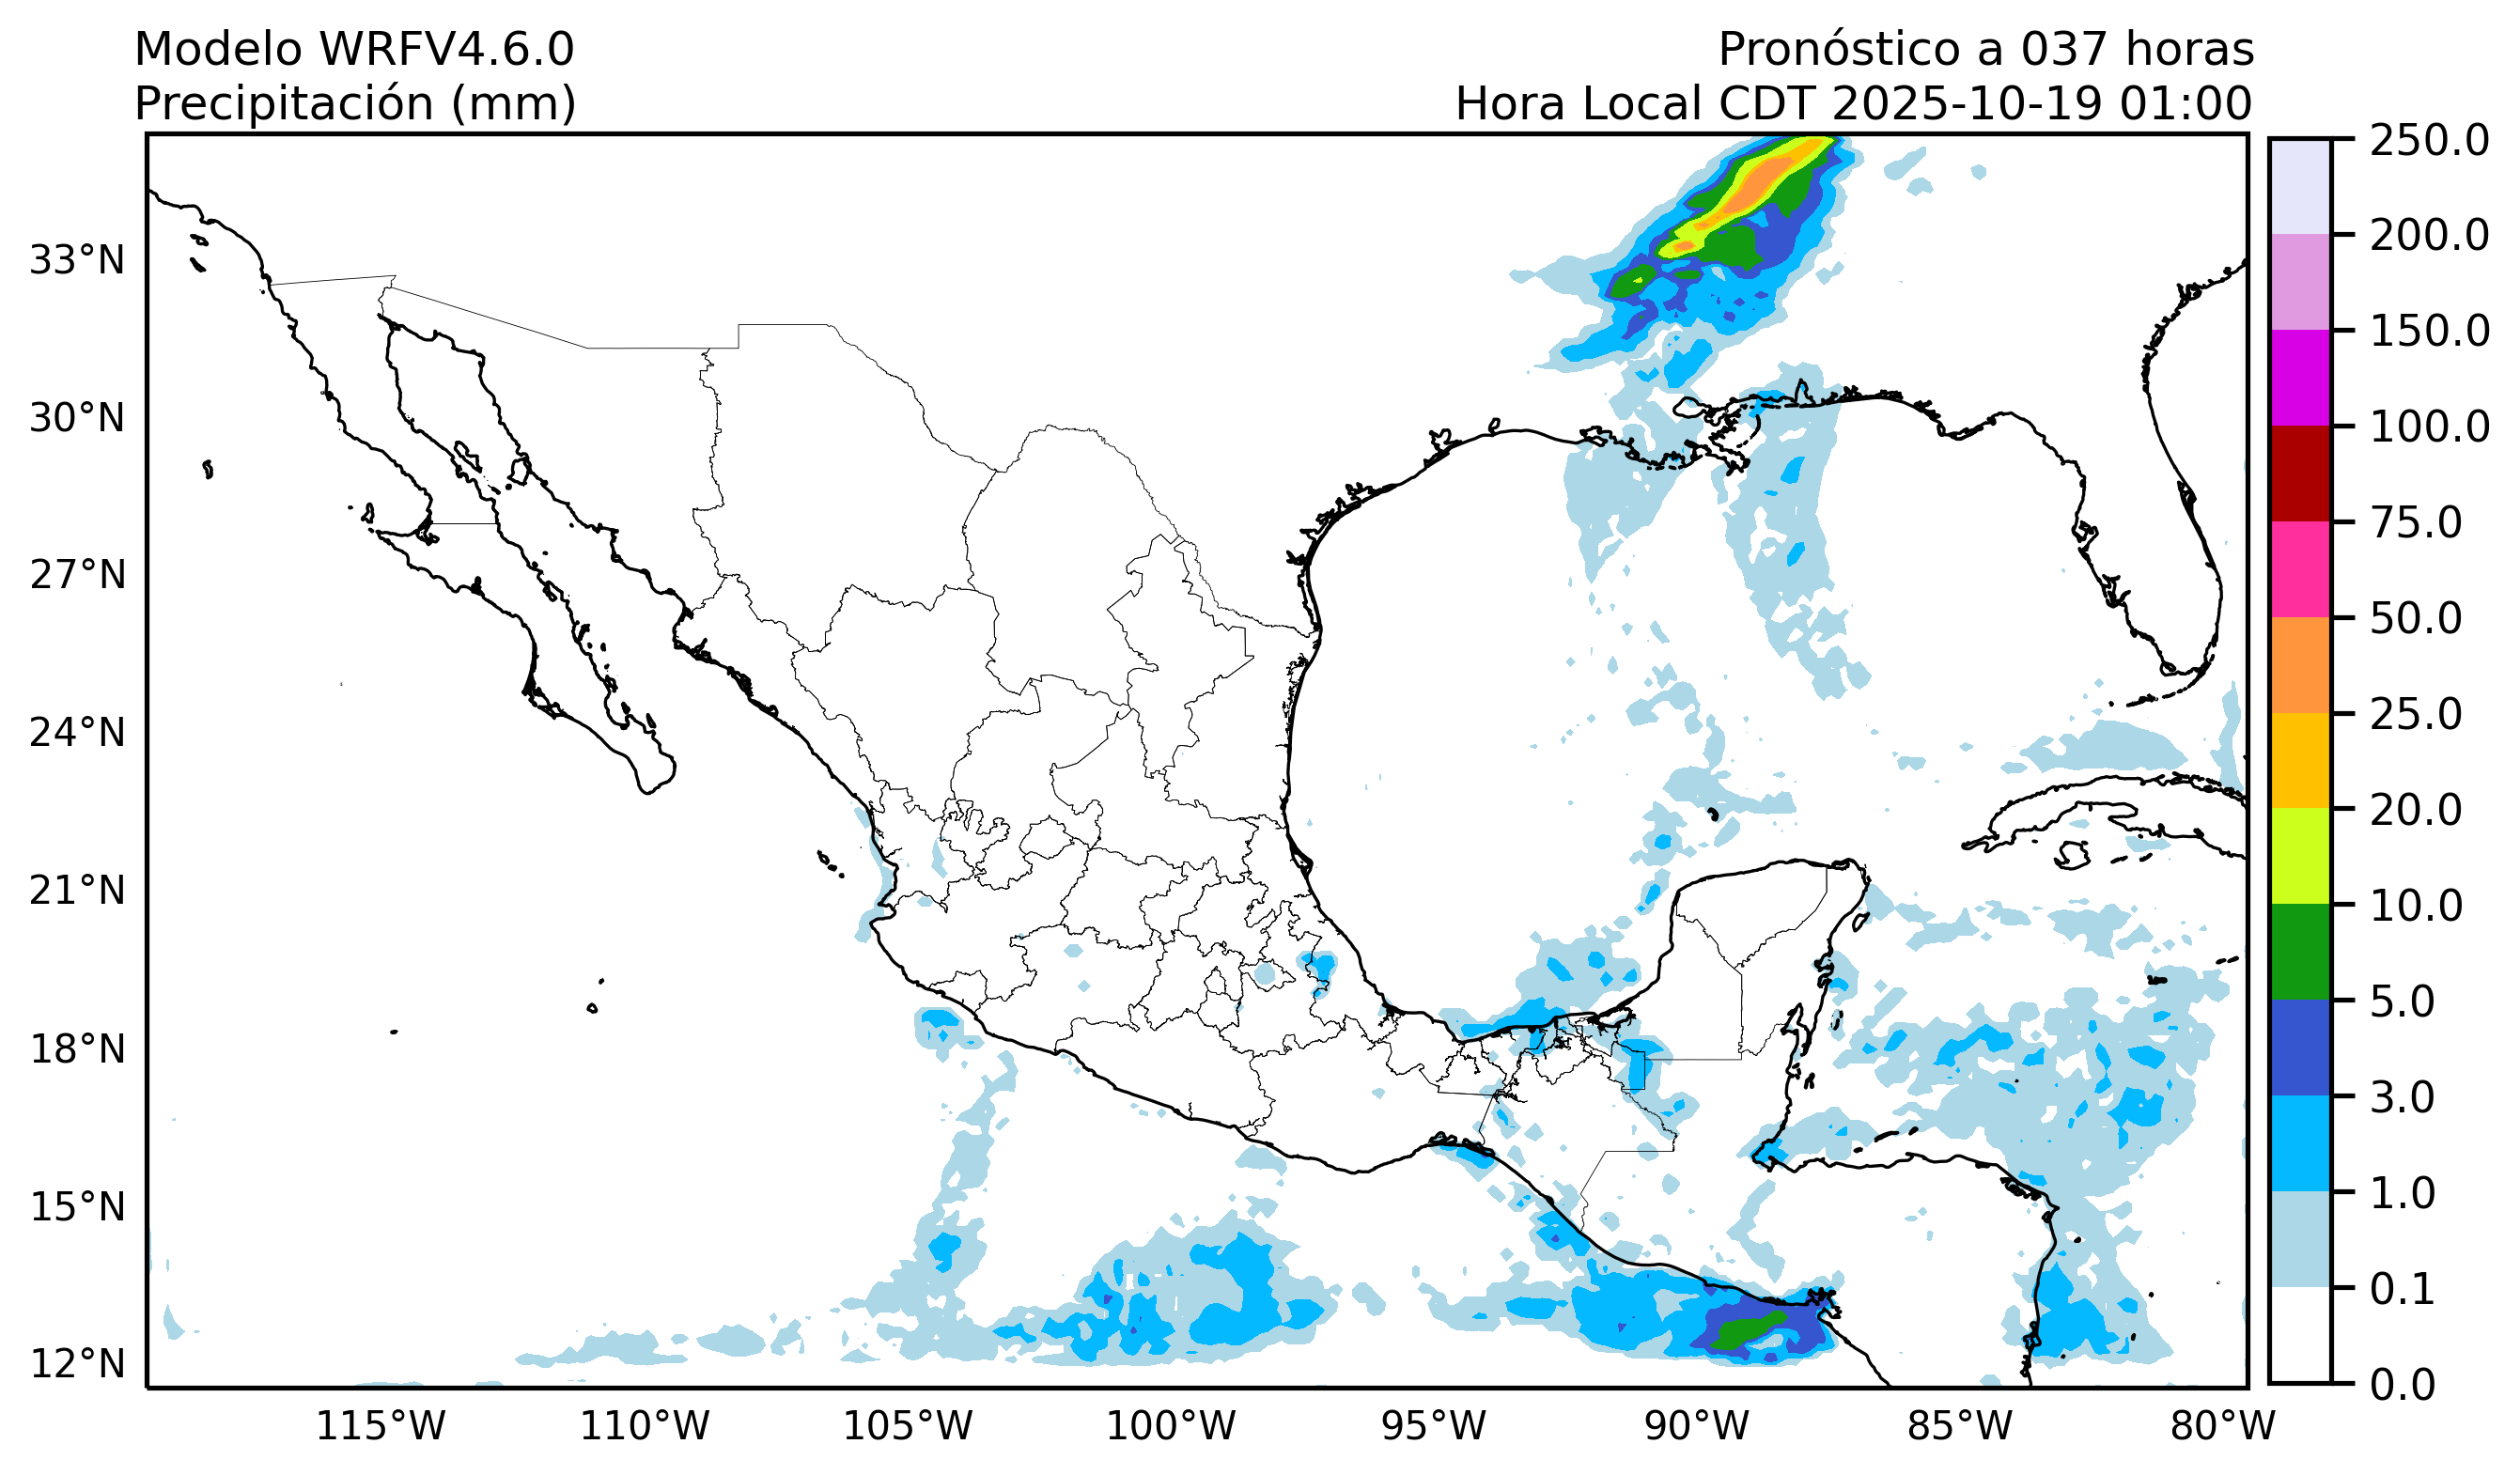 Modelo WRFV4.6.0
Precipitación (mm)
Pronóstico a 037 horas
Hora Local CDT 2025-10-19 01:00
33°N
30°N
27°N
24°N
21°N
18°N
15°N
12°N
115°W
110°W
105°W
100°W
95°W
90°W
85°W
80°W
250.0
200.0
150.0
100.0
75.0
50.0
25.0
20.0
10.0
5.0
3.0
1.0
0.1
0.0